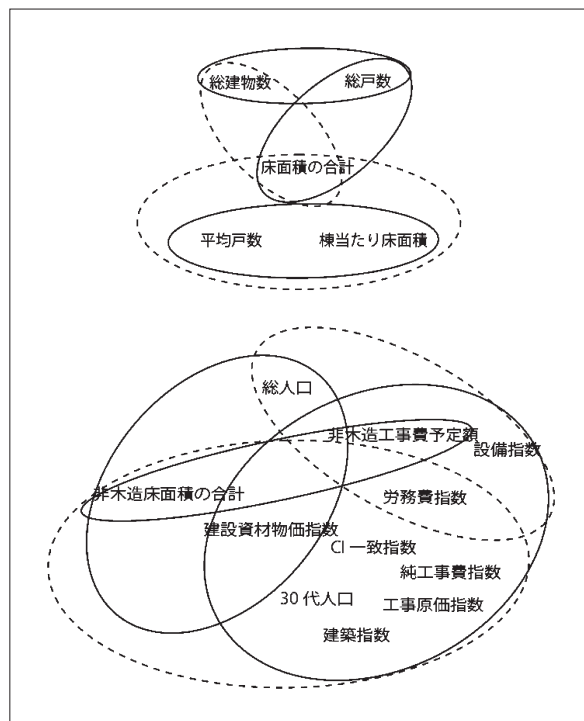 総建物数
総戸数
床面積の合計
平均戸数
棟当たり床面積
総人口
非木造工事費予定額
設備指数
非木造床面積の合計
労務費指数
建設資材物価指数
CI 一致指数
純工事費指数
30 代人口
工事原価指数
建築指数